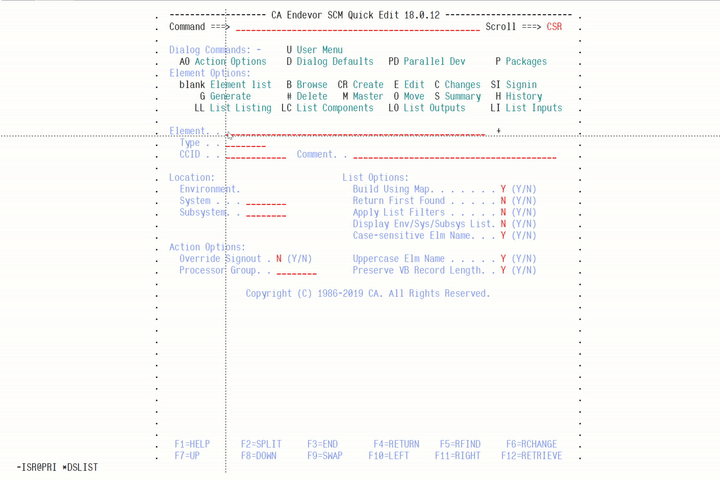 ------------------- CA Endevor SCM Quick Edit 18.0.12 -------------------
Command ===> Scroll ===> CSR
Dialog Commands: - U User Menu
AO Action Options D Dialog Defaults PD Parallel Dev P Packages
Element Options:
blank Element list B Browse CR Create E Edit C Changes SI Signin
G Generate # Delete M Master O Move S Summary H History
LL List Listing LC List Components LO List Outputs LI List Inputs
Element. . . +
Type . .
CCID . . Comment. .
Location: List Options:
Environment. Build Using Map. . . . . . . Y (Y/N)
System . . . Return First Found . . . . . N (Y/N)
Subsystem. . Apply List Filters . . . . . N (Y/N)
Display Env/Sys/Subsys List. N (Y/N)
Case-sensitive Elm Name. . . Y (Y/N)
Action Options:
Override Signout . N (Y/N) Uppercase Elm Name . . . . . Y (Y/N)
Processor Group. . Preserve VB Record Length. . Y (Y/N)
Copyright (C) 1986-2019 CA. All Rights Reserved.
F1=HELP F2=SPLIT F3=END F4=RETURN F5=RFIND F6=RCHANGE
F7=UP F8=DOWN F9=SWAP F10=LEFT F11=RIGHT F12=RETRIEVE
-ISR@PRI *DSLIST